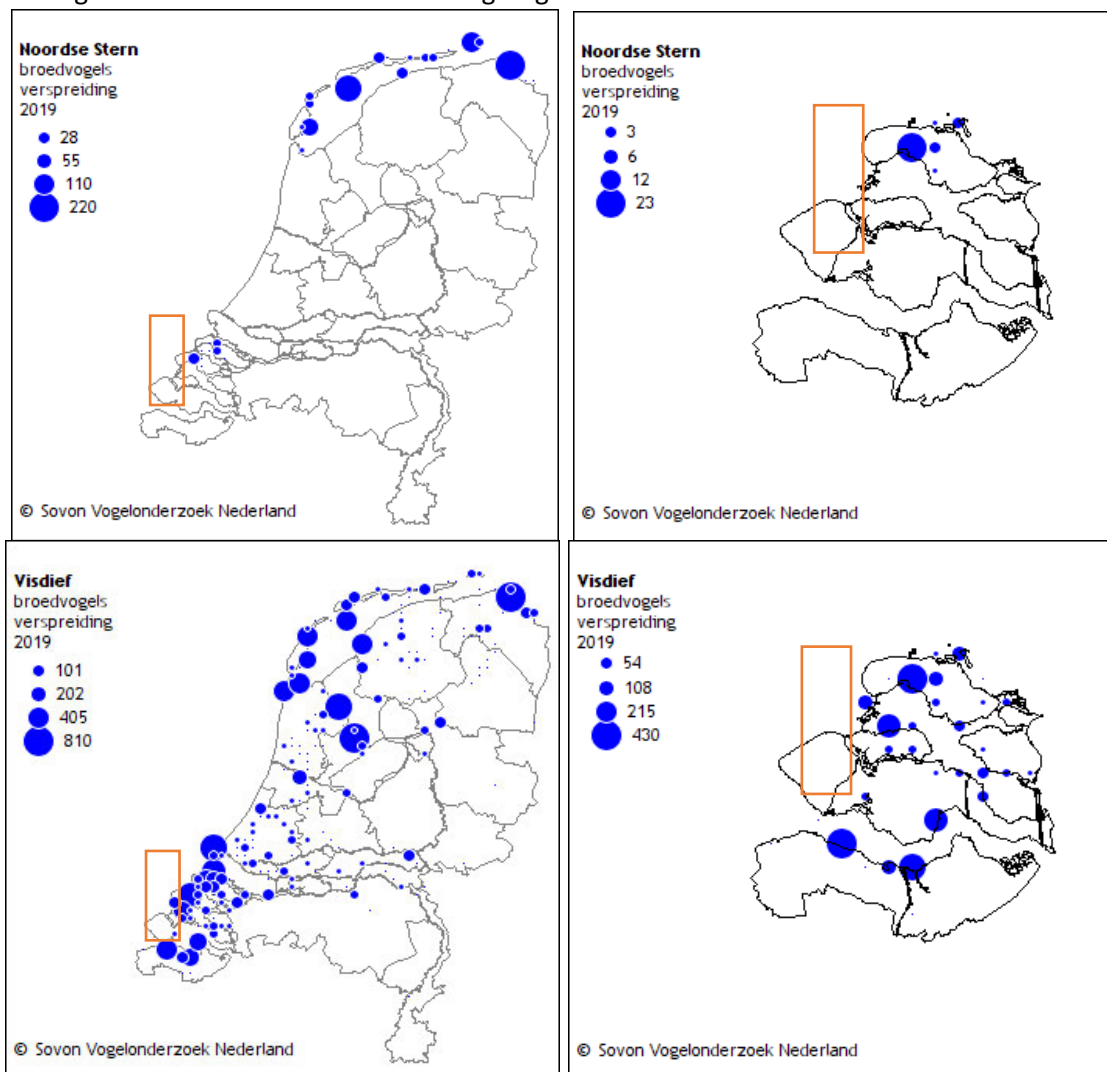 Noordse Stern
broedvogels
verspreiding
2019
28
55
110
220
© Sovon Vogelonderzoek Nederland
Noordse Stern
broedvogels
verspreiding
2019
3
6
12
23
© Sovon Vogelonderzoek Nederland
Visdief
broedvogels
verspreiding
2019
101
202
405
810
© Sovon Vogelonderzoek Nederland
Visdief
broedvogels
verspreiding
2019
54
108
215
430
© Sovon Vogelonderzoek Nederland